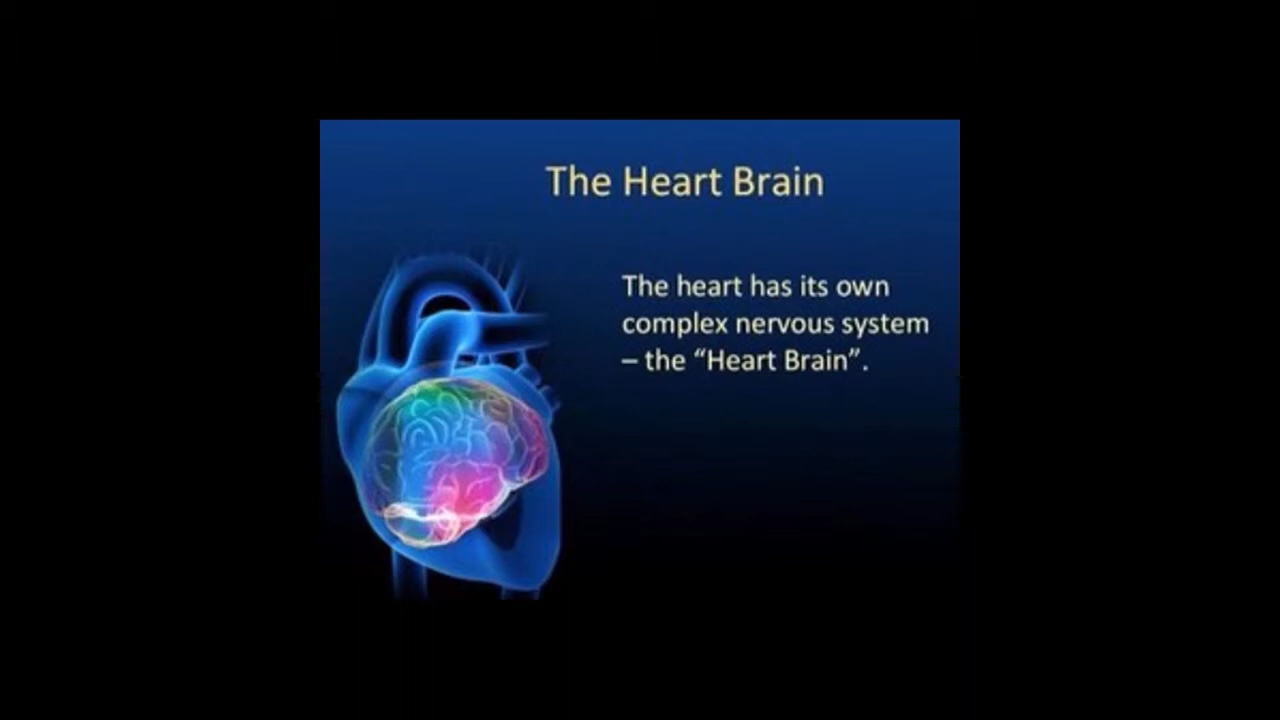 The Heart Brain
The heart has its own
complex nervous system
– the “Heart Brain”.